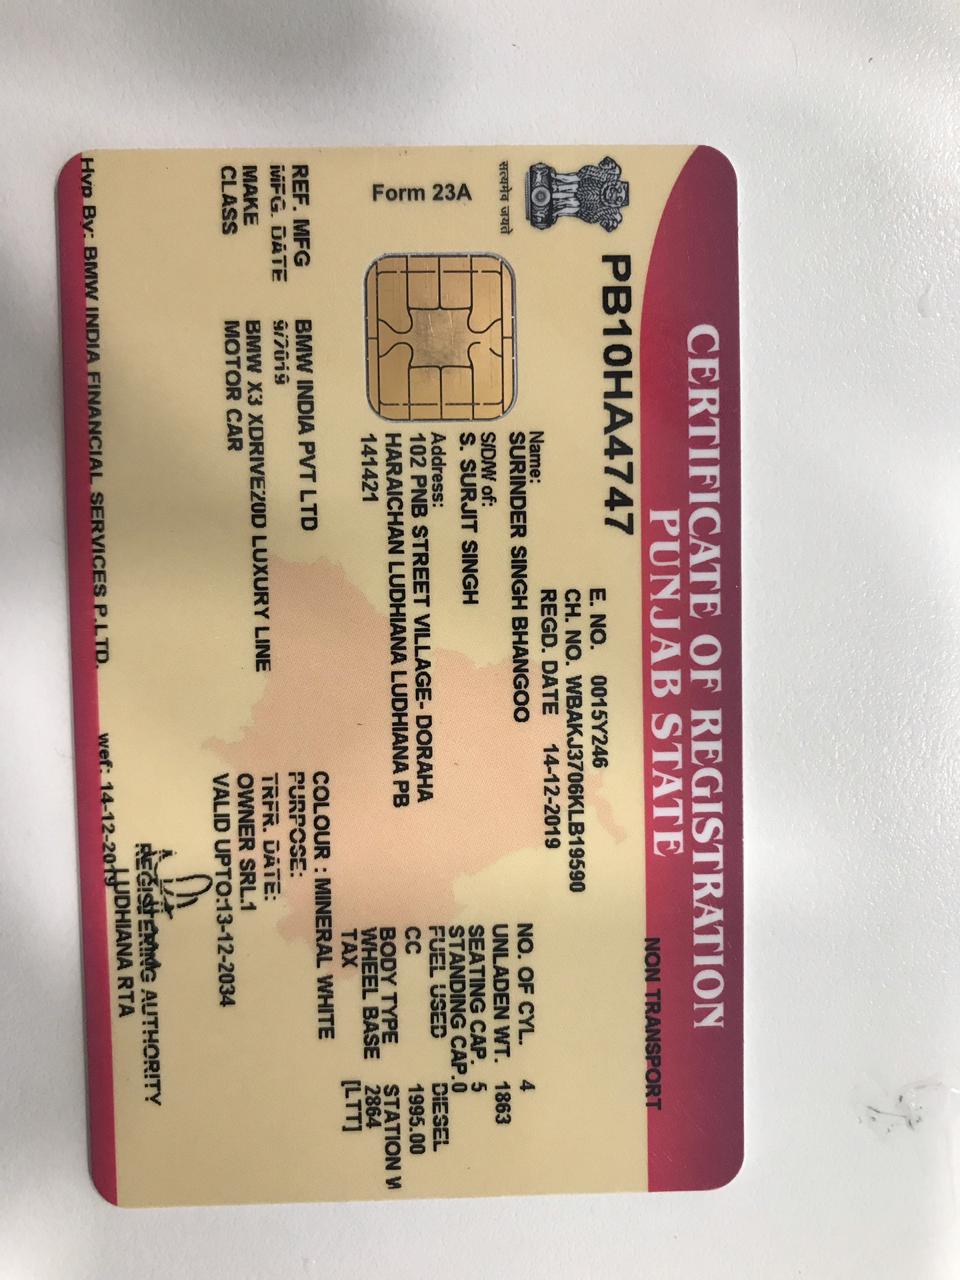 CERTIFICATE OF REGISTRATION
PUNJAB STATE
NON TRANSPORT
सत्यमेव जयते
Form 23A
PB10HA4747
E. NO. 0015Y246
CH. NO. WBAKJ3706KLB19590
REGD. DATE 14-12-2019
Name:
SURINDER SINGH BHANGOO
S/D/W of:
S. SURJIT SINGH
Address:
102 PNB STREET VILLAGE- DORAHA
HARAICHAN LUDHIANA LUDHIANA PB
141421
NO. OF CYL. 4
UNLADEN WT. 1863
SEATING CAP. 5
STANDING CAP.0
FUEL USED DIESEL
CC 1995.00
BODY TYPE STATION W
WHEEL BASE 2864
TAX [LTT]
REF. MFG BMW INDIA PVT LTD
MFG. DATE 9/2019
MAKE BMW X3 XDRIVE20D LUXURY LINE
CLASS MOTOR CAR
COLOUR : MINERAL WHITE
PURPOSE:
TRFR. DATE:
OWNER SRL.1
VALID UPTO:13-12-2034
REGISTERING AUTHORITY
LUDHIANA RTA
Hyp By: BMW INDIA FINANCIAL SERVICES P.LTD. wef: 14-12-2019